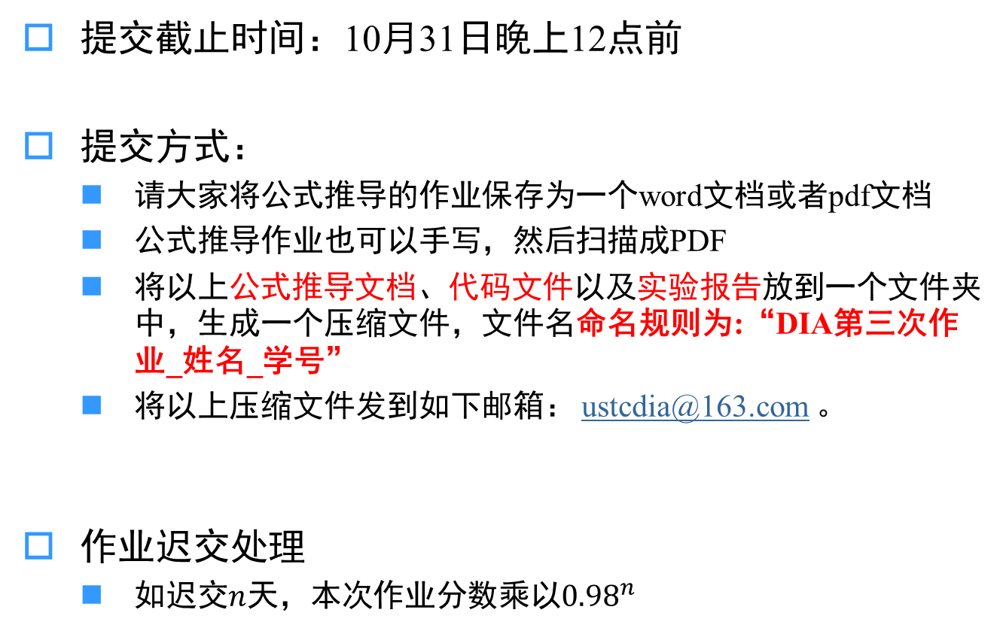 提交截止时间：10月31日晚上12点前
提交方式：
请大家将公式推导的作业保存为一个word文档或者pdf文档
公式推导作业也可以手写，然后扫描成PDF
将以上公式推导文档、代码文件以及实验报告放到一个文件夹
中，生成一个压缩文件，文件名命名规则为:“DIA第三次作
业_姓名_学号”
将以上压缩文件发到如下邮箱： ustcdia@163.com 。
作业迟交处理
如迟交n天，本次作业分数乘以0.98ⁿ